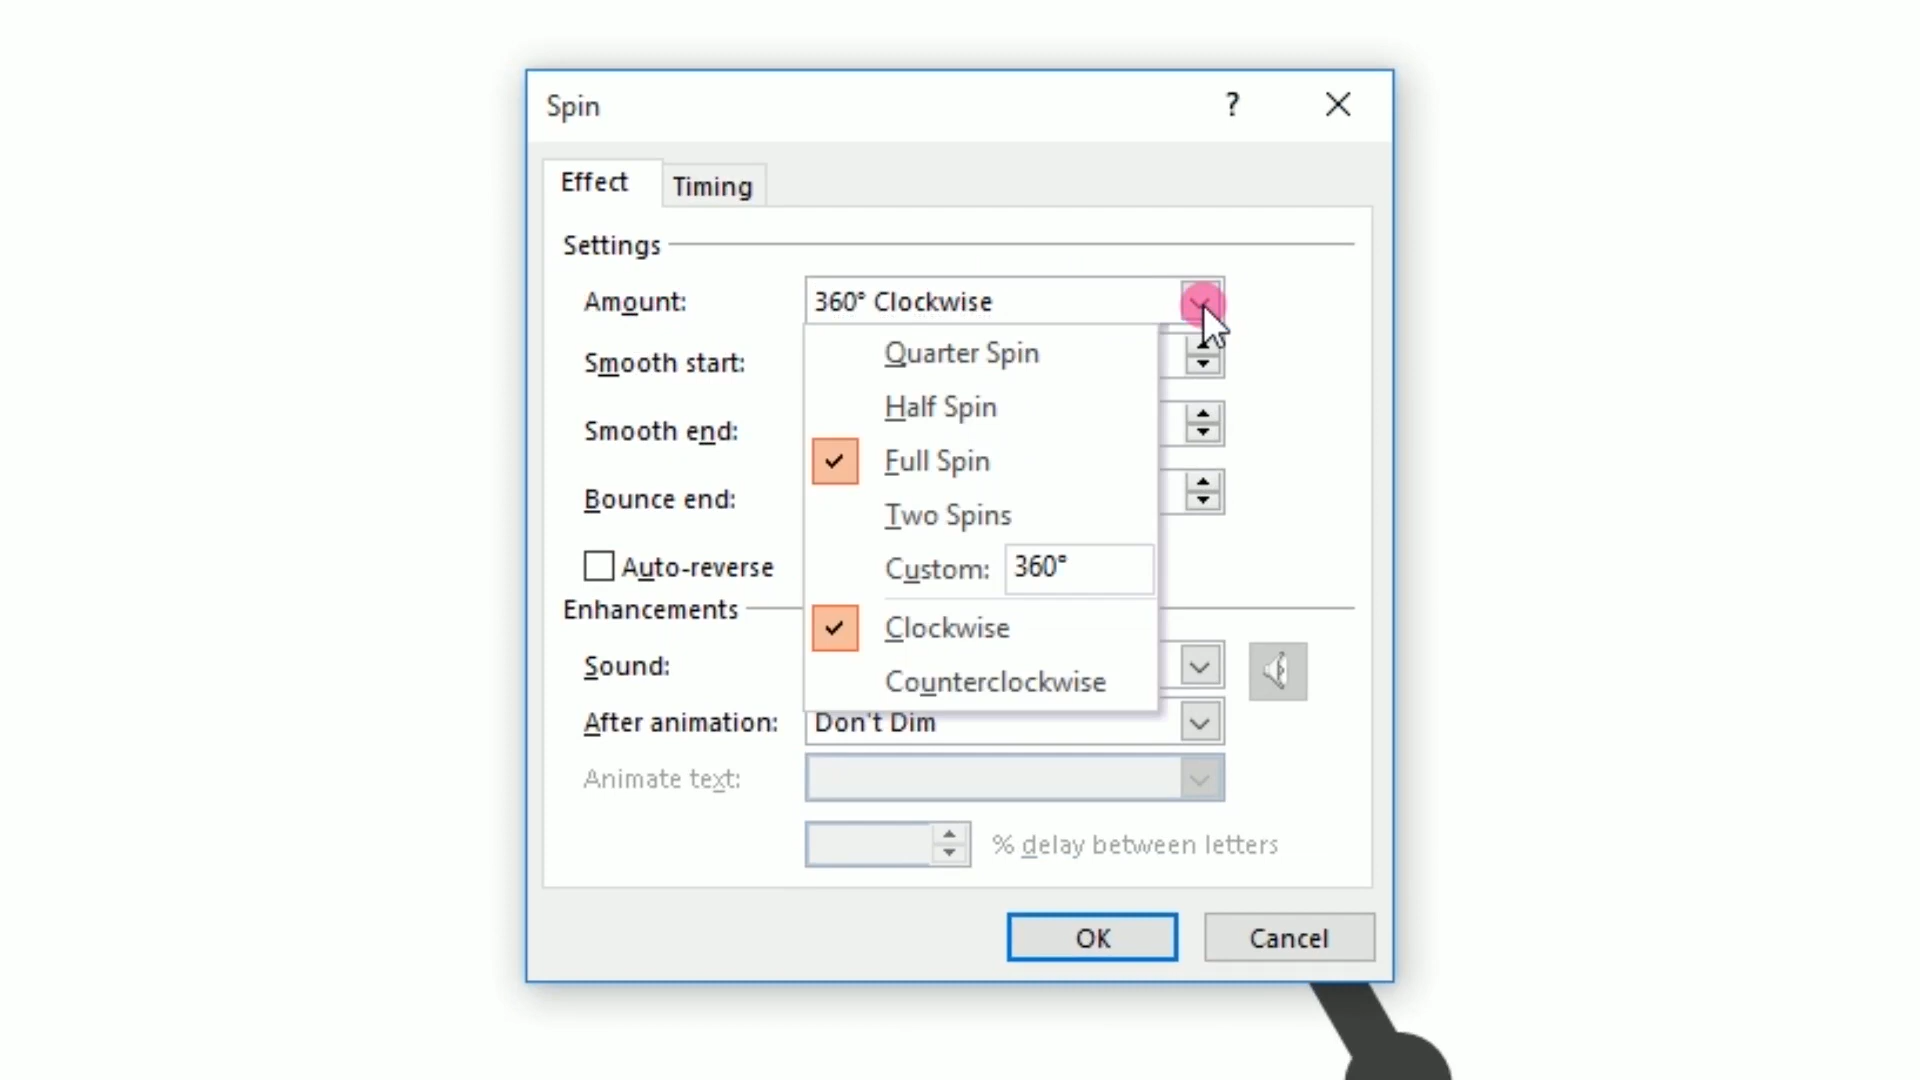 Spin ?
Effect Timing
Settings
Amount: 360° Clockwise
Quarter Spin
Smooth start:
Half Spin
Smooth end:
Full Spin
Bounce end:
Two Spins
Auto-reverse
Custom: 360°
Enhancements
Clockwise
Sound:
Counterclockwise
After animation: Don't Dim
Animate text:
% delay between letters
OK Cancel